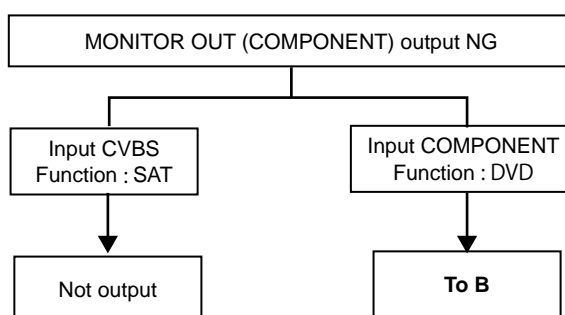 MONITOR OUT (COMPONENT) output NG
Input CVBS
Function : SAT
Input COMPONENT
Function : DVD
Not output
To B